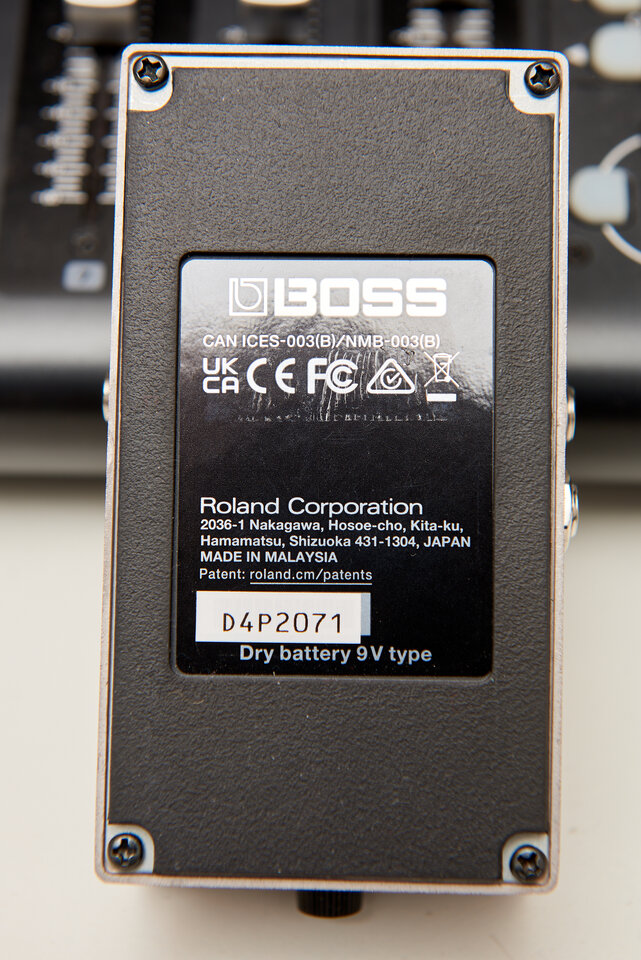 BOSS
CAN ICES-003(B)/NMB-003(B)
UK CA CE FC
Roland Corporation
2036-1 Nakagawa, Hosoe-cho, Kita-ku,
Hamamatsu, Shizuoka 431-1304, JAPAN
MADE IN MALAYSIA
Patent: roland.cm/patents
D4P2071
Dry battery 9V type